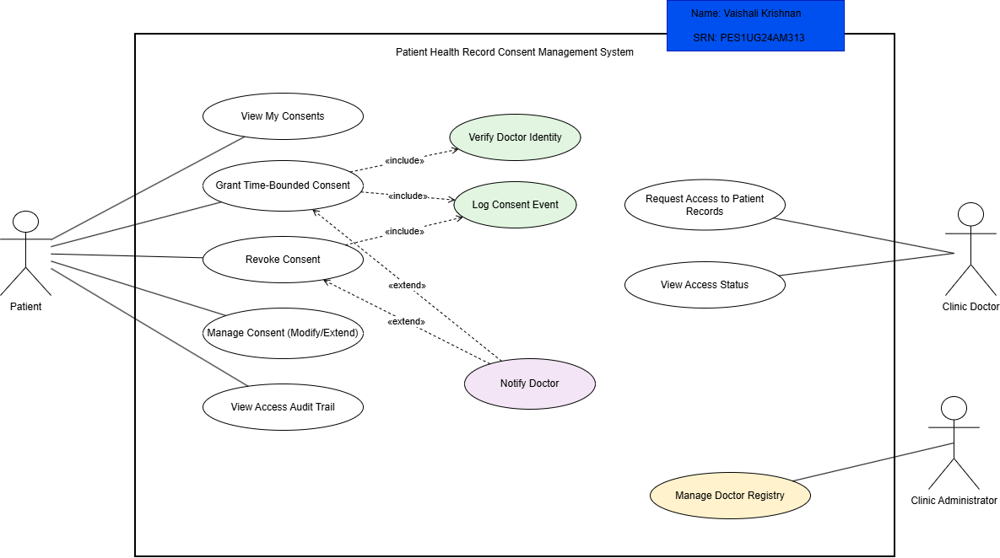 Name: Vaishali Krishnan
SRN: PES1UG24AM313
Patient Health Record Consent Management System
View My Consents
Verify Doctor Identity
«include»
Grant Time-Bounded Consent
«include»
Log Consent Event
Request Access to Patient
Records
«include»
Revoke Consent
«extend»
View Access Status
Patient
Clinic Doctor
«extend»
Manage Consent (Modify/Extend)
Notify Doctor
View Access Audit Trail
Manage Doctor Registry
Clinic Administrator